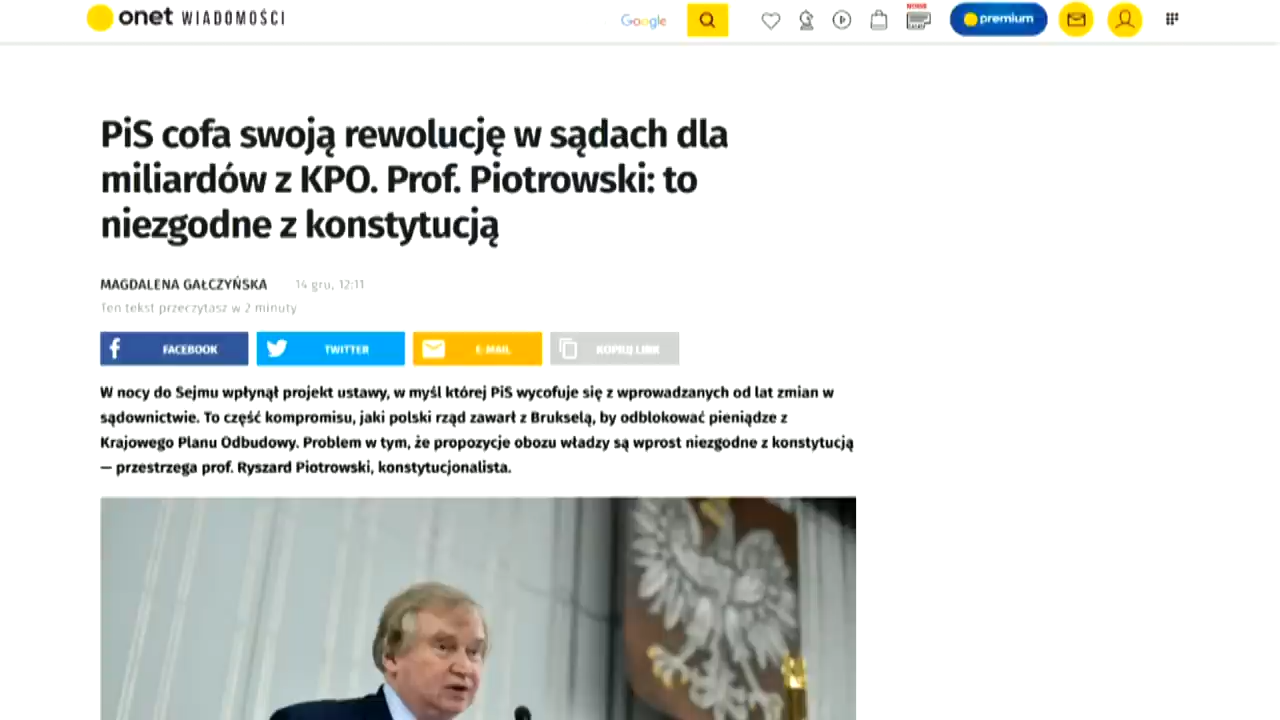 onet WIADOMOŚCI
Google
NOWE
premium
PiS cofa swoją rewolucję w sądach dla
miliardów z KPO. Prof. Piotrowski: to
niezgodne z konstytucją
MAGDALENA GAŁCZYŃSKA 14 gru, 12:11
Ten tekst przeczytasz w 2 minuty
FACEBOOK TWITTER E-MAIL KOPIUJ LINK
W nocy do Sejmu wpłynął projekt ustawy, w myśl której PiS wycofuje się z wprowadzanych od lat zmian w
sądownictwie. To część kompromisu, jaki polski rząd zawarł z Brukselą, by odblokować pieniądze z
Krajowego Planu Odbudowy. Problem w tym, że propozycje obozu władzy są wprost niezgodne z konstytucją
— przestrzega prof. Ryszard Piotrowski, konstytucjonalista.